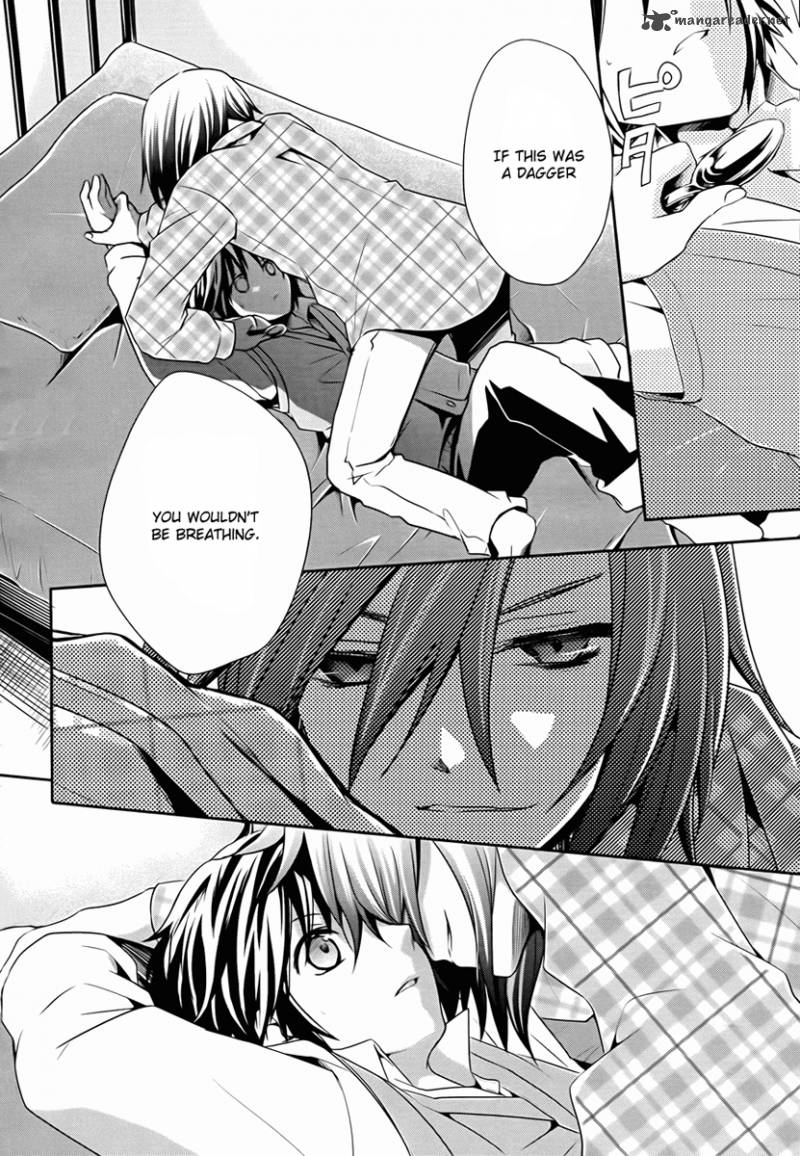 mangareader.net
ピタ
IF THIS WAS
A DAGGER
YOU WOULDN'T
BE BREATHING.